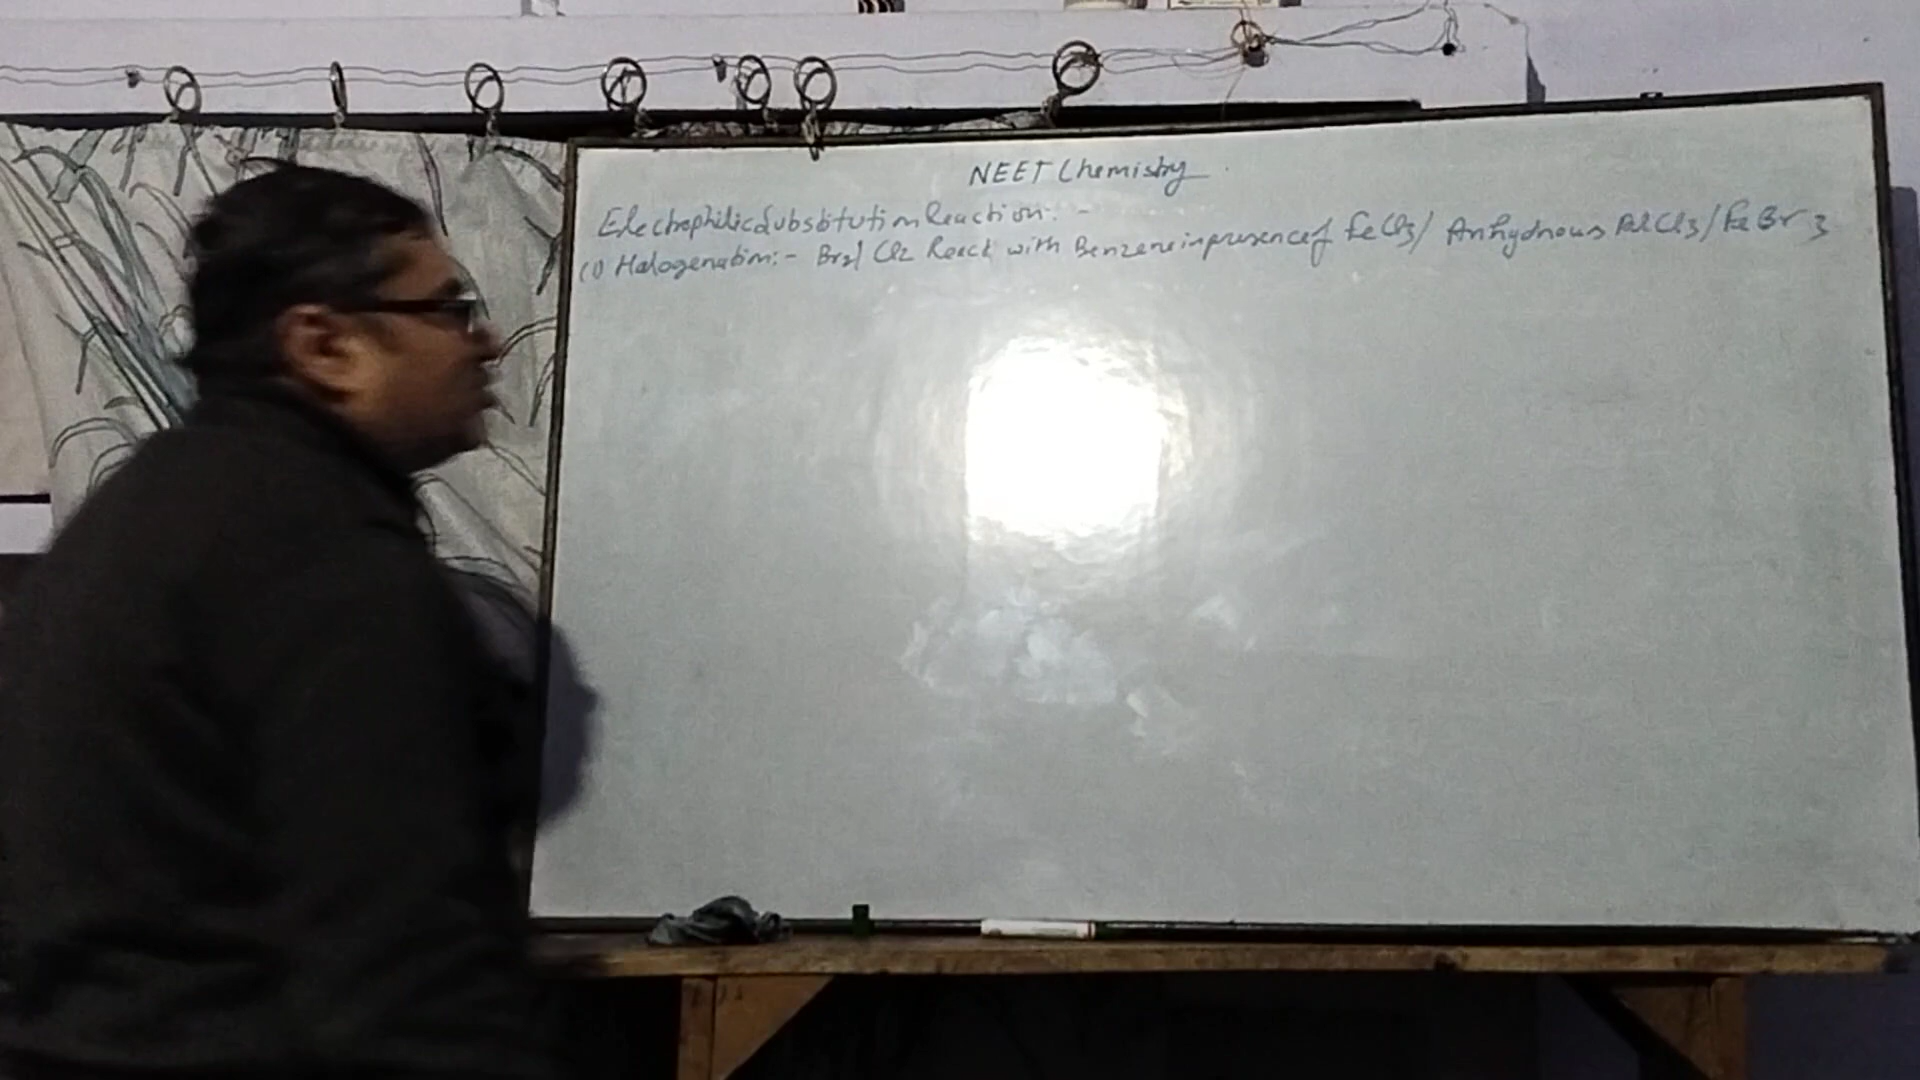 NEET Chemistry
Electrophilic Substitution Reaction:-
(1) Halogenation:- Br2/ Cl2 React with Benzene in presence of FeCl3/ Anhydrous AlCl3/FeBr3